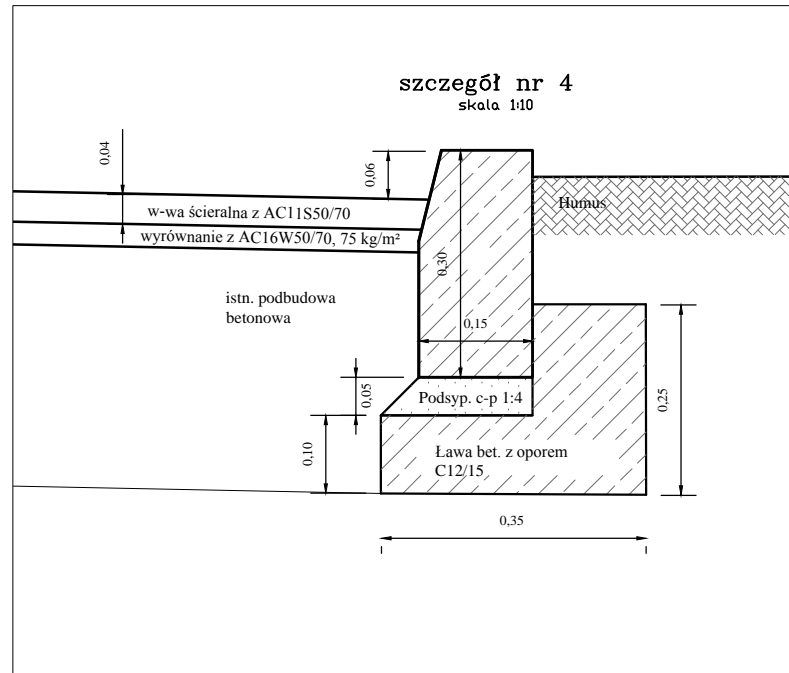 szczegół nr 4
skala 1:10
0,04
0,06
w-wa ścieralna z AC11S50/70
Humus
wyrównanie z AC16W50/70, 75 kg/m²
0,30
istn. podbudowa
betonowa
0,15
0,05
Podsyp. c-p 1:4
0,25
0,10
Ława bet. z oporem
C12/15
0,35